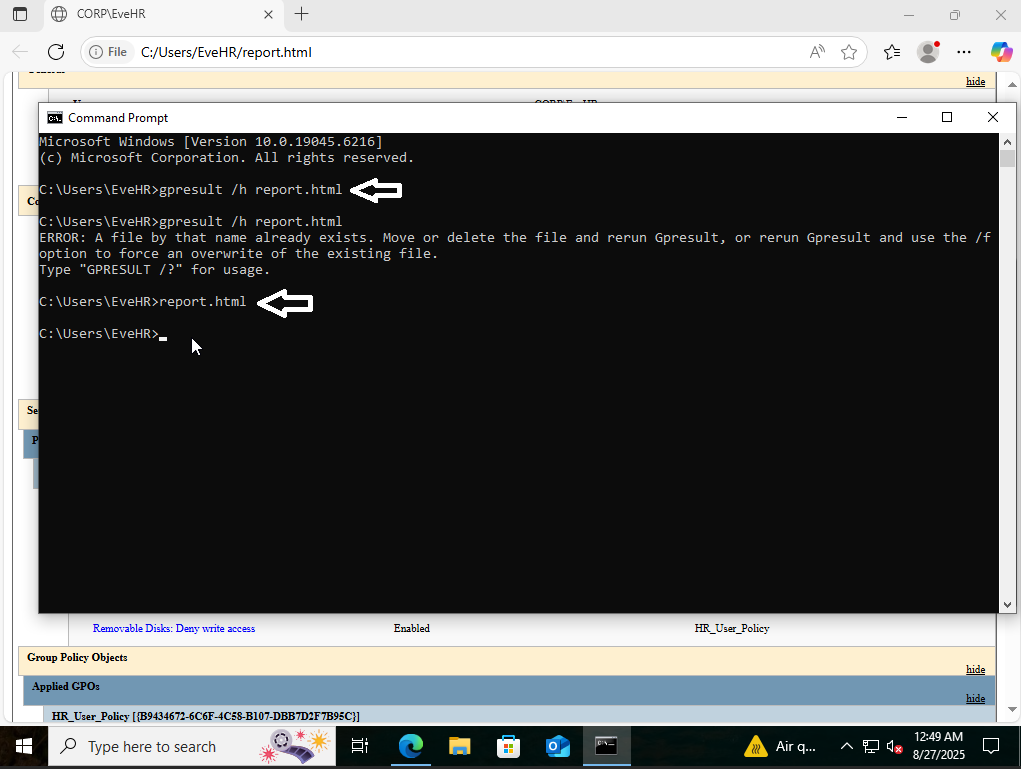 CORP\EveHR
File
C:/Users/EveHR/report.html
hide
Command Prompt
Microsoft Windows [Version 10.0.19045.6216]
(c) Microsoft Corporation. All rights reserved.
C:\Users\EveHR>gpresult /h report.html
C:\Users\EveHR>gpresult /h report.html
ERROR: A file by that name already exists. Move or delete the file and rerun Gpresult, or rerun Gpresult and use the /f
option to force an overwrite of the existing file.
Type "GPRESULT /?" for usage.
C:\Users\EveHR>report.html
C:\Users\EveHR>
Removable Disks: Deny write access Enabled HR_User_Policy
Group Policy Objects
hide
Applied GPOs
hide
HR_User_Policy [{B9434672-6C6F-4C58-B107-DBB7D2F7B95C}]
Type here to search
Air q...
12:49 AM
8/27/2025